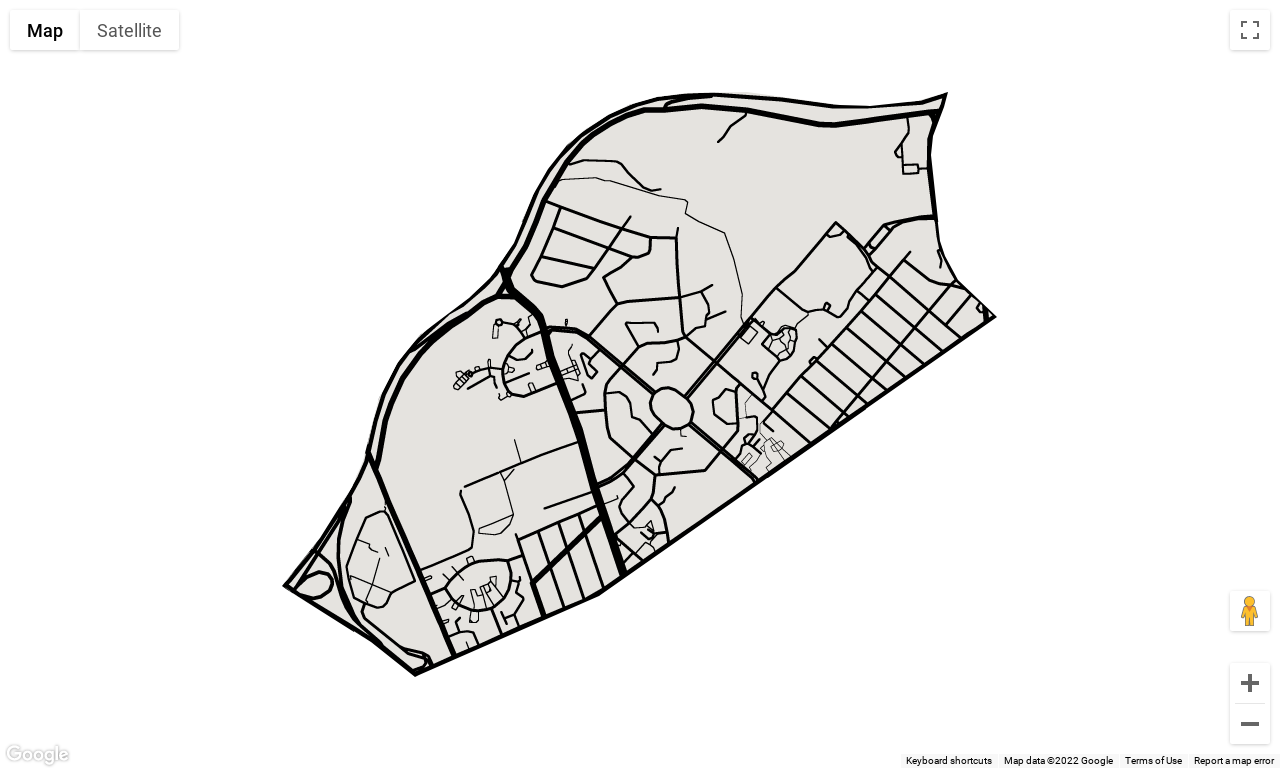 Map Satellite
Google
Keyboard shortcuts Map data ©2022 Google Terms of Use Report a map error